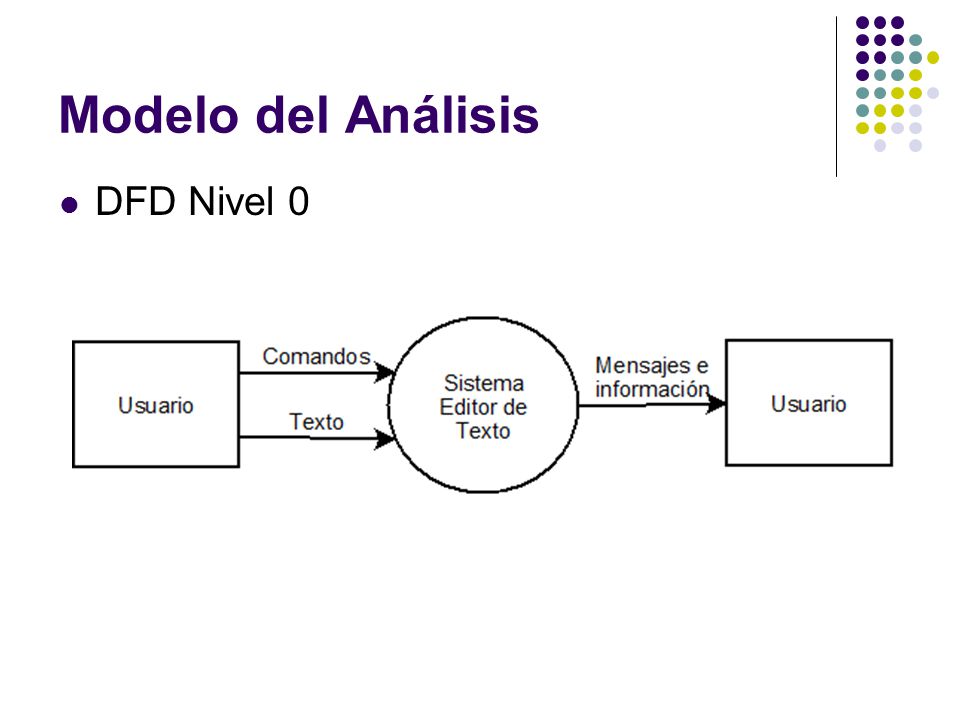 Modelo del Análisis
DFD Nivel 0
Comandos
Texto
Usuario
Sistema
Editor de
Texto
Mensajes e
información
Usuario